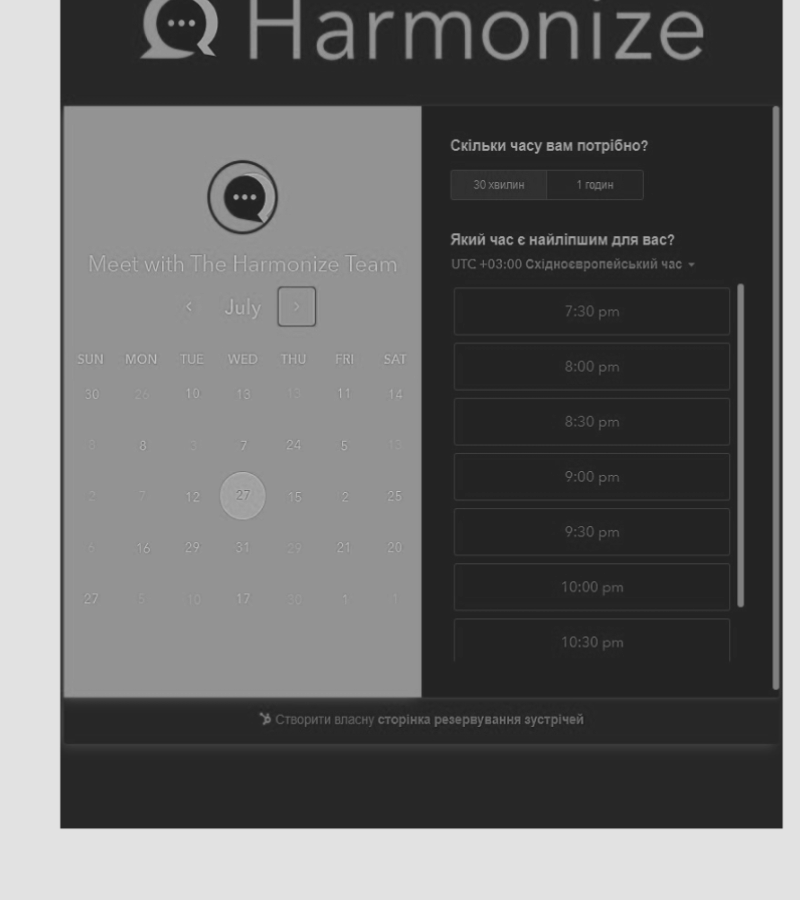 Harmonize
Meet with The Harmonize Team
July
SUN MON TUE WED THU FRI SAT
30 26 10 13 13 11 14
8 8 3 7 24 5 13
2 7 12 27 15 2 25
6 16 29 31 29 21 20
27 5 10 17 30 1 1
Скільки часу вам потрібно?
30 хвилин 1 годин
Який час є найліпшим для вас?
UTC +03:00 Східноєвропейський час
7:30 pm
8:00 pm
8:30 pm
9:00 pm
9:30 pm
10:00 pm
10:30 pm
Створити власну сторінка резервування зустрічей